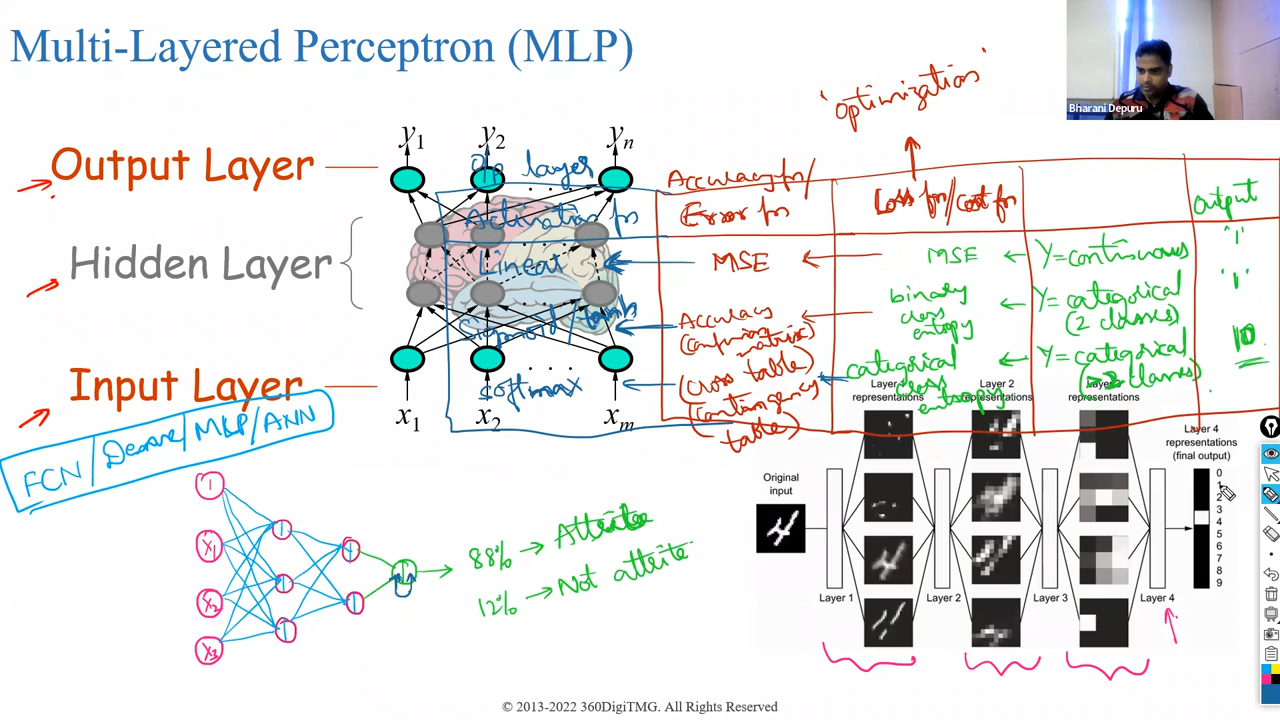 Multi-Layered Perceptron (MLP)
Bharani Depuru
'optimization'
y1 y2 yn
Output Layer
Hidden Layer
Input Layer
x1 x2 xm
O/p layer
Activation fn
Linear
Sigmoid/tanh
softmax
Accuracy fn/
Error fn
MSE
Accuracy
(confusion
matrix)
(cross table)
(contingency
table)
Loss fn/cost fn
MSE
binary
cross
entropy
categorical
cross
entropy
Y=continuous
Y=categorical
(2 classes)
Y=categorical
(>2 classes)
output
'1'
'1'
10
FCN/Dense/MLP/ANN
1
x1
x2
x3
88% → Attrite
12% → Not attrite
Original
input
Layer 1
Layer 2
Layer 3
Layer 4
representations
Layer 2
representations
representations
Layer 4
representations
(final output)
0
1
2
3
4
5
6
7
8
9
© 2013-2022 360DigiTMG. All Rights Reserved